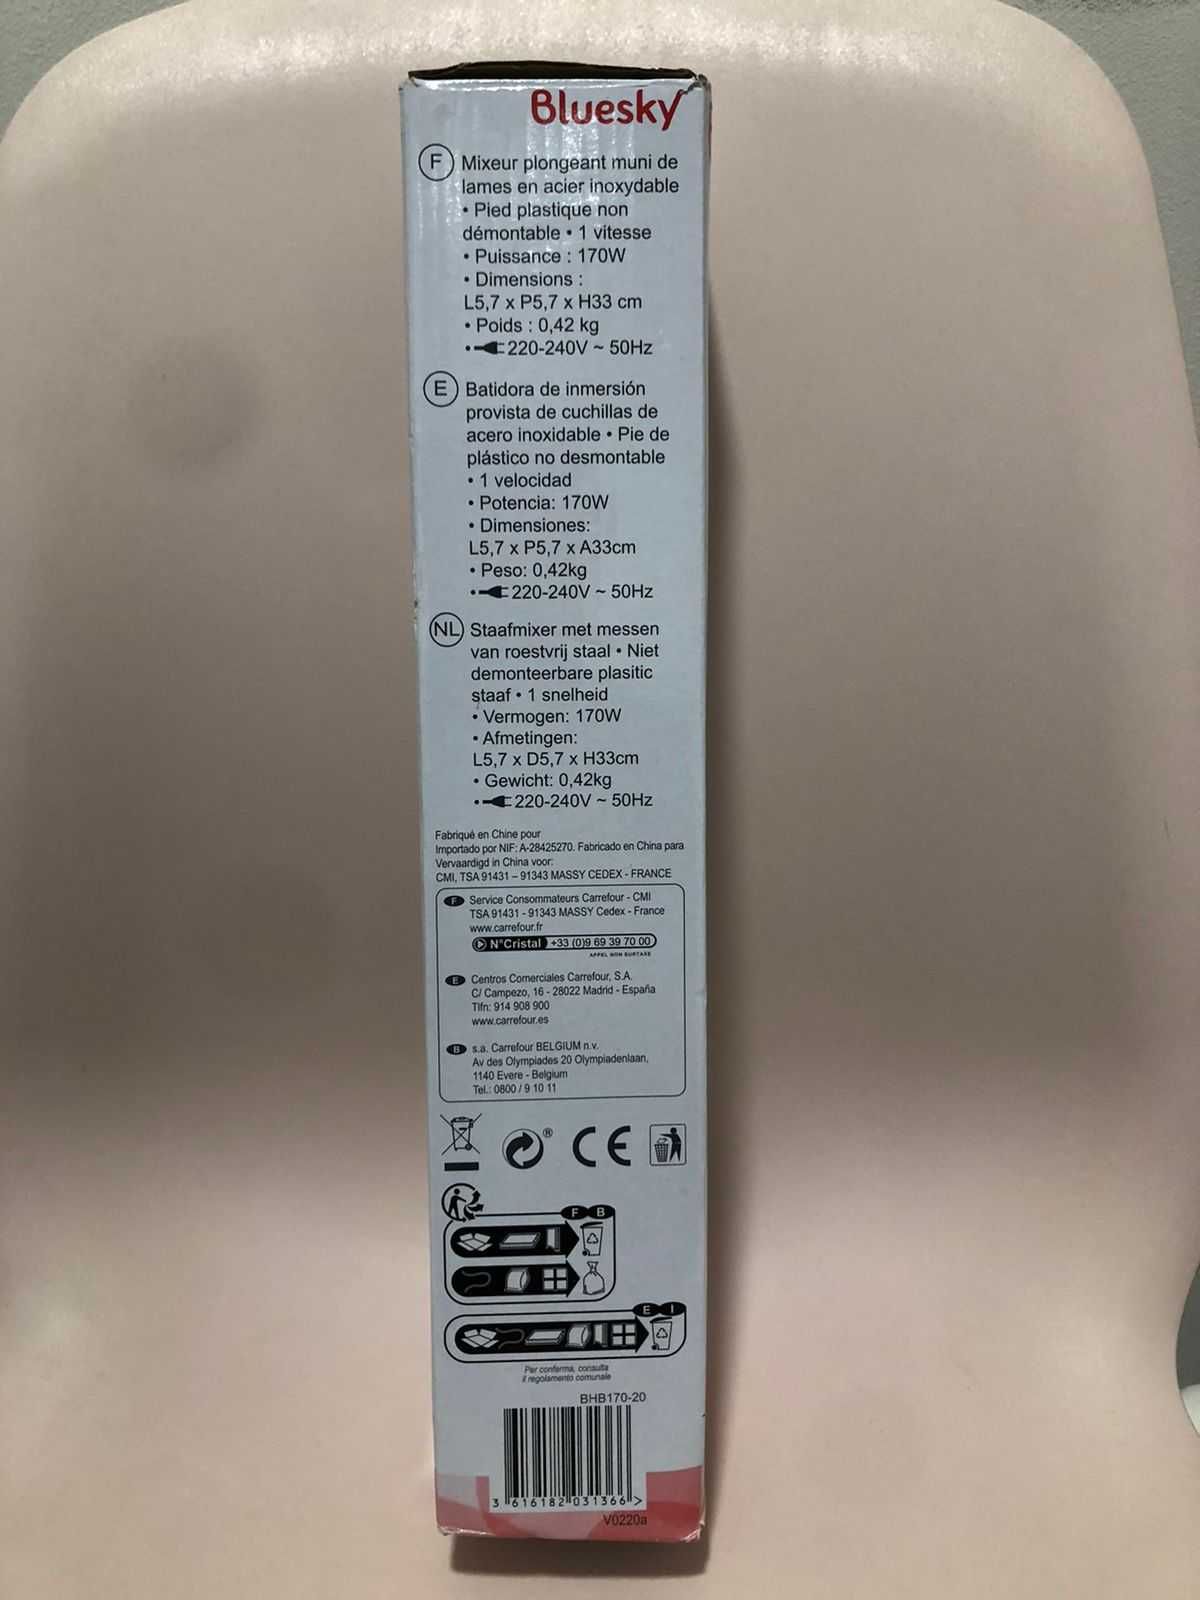 Bluesky
F Mixeur plongeant muni de
lames en acier inoxydable
• Pied plastique non
démontable • 1 vitesse
• Puissance : 170W
• Dimensions :
L5,7 x P5,7 x H33 cm
• Poids : 0,42 kg
• 220-240V ~ 50Hz
E Batidora de inmersión
provista de cuchillas de
acero inoxidable • Pie de
plástico no desmontable
• 1 velocidad
• Potencia: 170W
• Dimensiones:
L5,7 x P5,7 x A33cm
• Peso: 0,42kg
• 220-240V ~ 50Hz
NL Staafmixer met messen
van roestvrij staal • Niet
demonteerbare plasitic
staaf • 1 snelheid
• Vermogen: 170W
• Afmetingen:
L5,7 x D5,7 x H33cm
• Gewicht: 0,42kg
• 220-240V ~ 50Hz
Fabriqué en Chine pour
Importado por NIF: A-28425270. Fabricado en China para
Vervaardigd in China voor:
CMI, TSA 91431 – 91343 MASSY CEDEX - FRANCE
F Service Consommateurs Carrefour - CMI
TSA 91431 - 91343 MASSY Cedex - France
www.carrefour.fr
N°Cristal +33 (0)9 69 39 70 00
APPEL NON SURTAXE
E Centros Comerciales Carrefour, S.A.
C/ Campezo, 16 - 28022 Madrid - España
Tlfn: 914 908 900
www.carrefour.es
B s.a. Carrefour BELGIUM n.v.
Av des Olympiades 20 Olympiadenlaan,
1140 Evere - Belgium
Tel.: 0800 / 9 10 11
® CE
F B
E I
Per conferma, consulta
il regolamento comunale
BHB170-20
3 616182 031366 >
V0220a